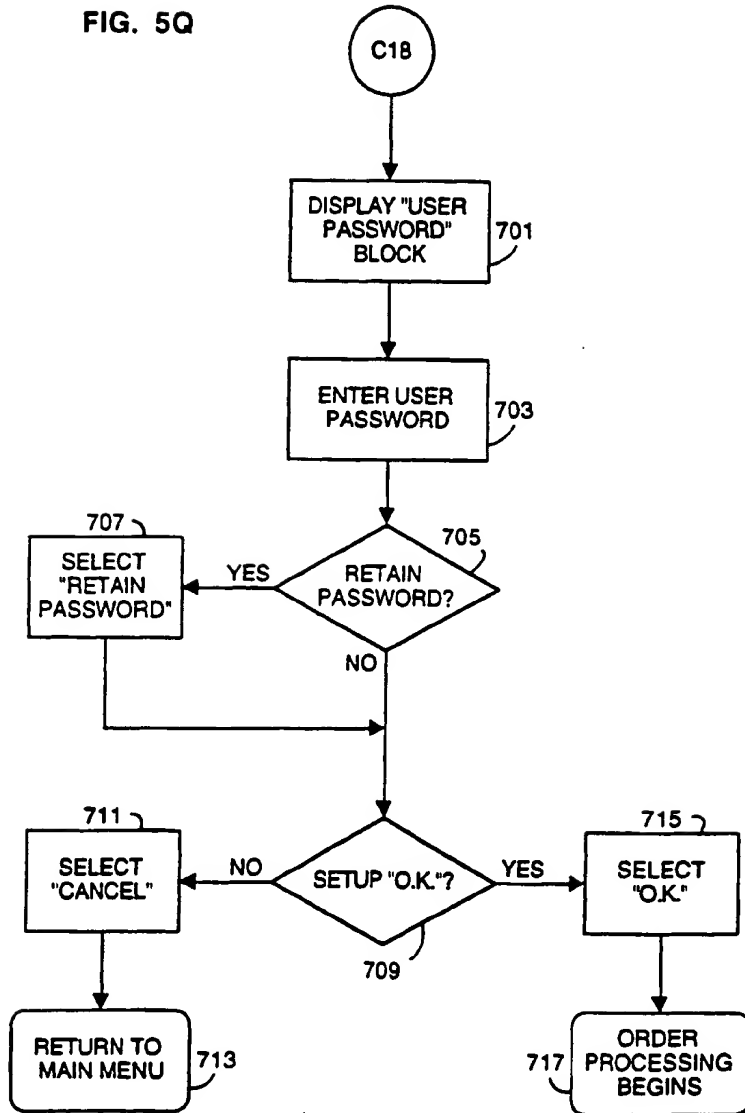 FIG. 5Q
C18
DISPLAY "USER
PASSWORD"
BLOCK
701
ENTER USER
PASSWORD
703
707
SELECT
"RETAIN
PASSWORD"
YES
705
RETAIN
PASSWORD?
NO
711
SELECT
"CANCEL"
NO
SETUP "O.K."?
709
YES
715
SELECT
"O.K."
RETURN TO
MAIN MENU
713
717
ORDER
PROCESSING
BEGINS